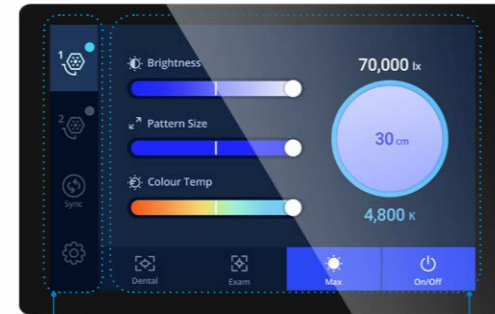 1
Brightness
70,000 lx
2
Pattern Size
30 cm
Sync
Colour Temp
4,800 K
Dental
Exam
Max
On/Off